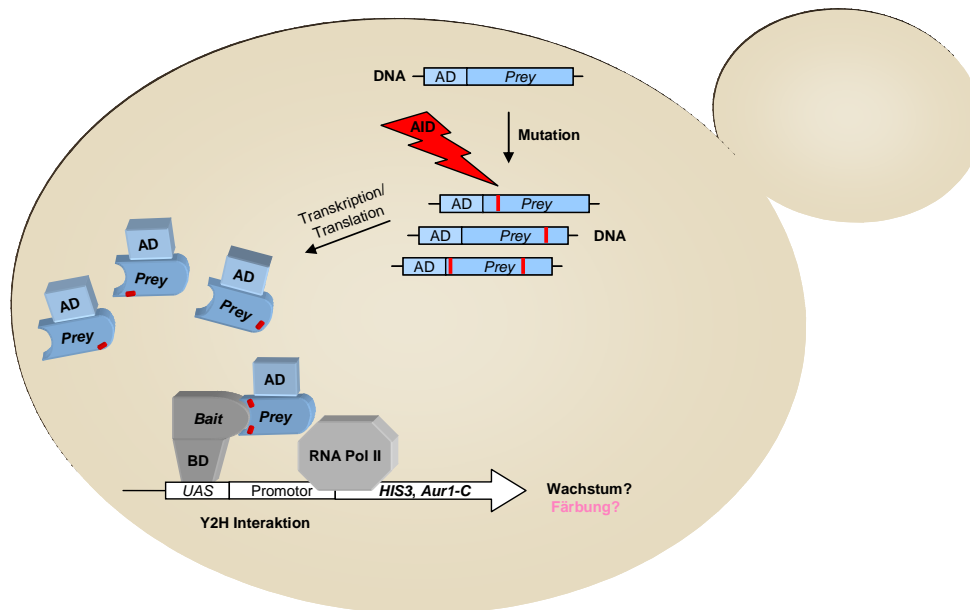 DNA
AD Prey
AID
Mutation
AD Prey
Transkription/
Translation
AD Prey
DNA
AD Prey
AD
Prey
AD
Prey
AD
Prey
AD
Prey
Bait
BD
RNA Pol II
UAS Promotor HIS3, Aur1-C
Wachstum?
Färbung?
Y2H Interaktion